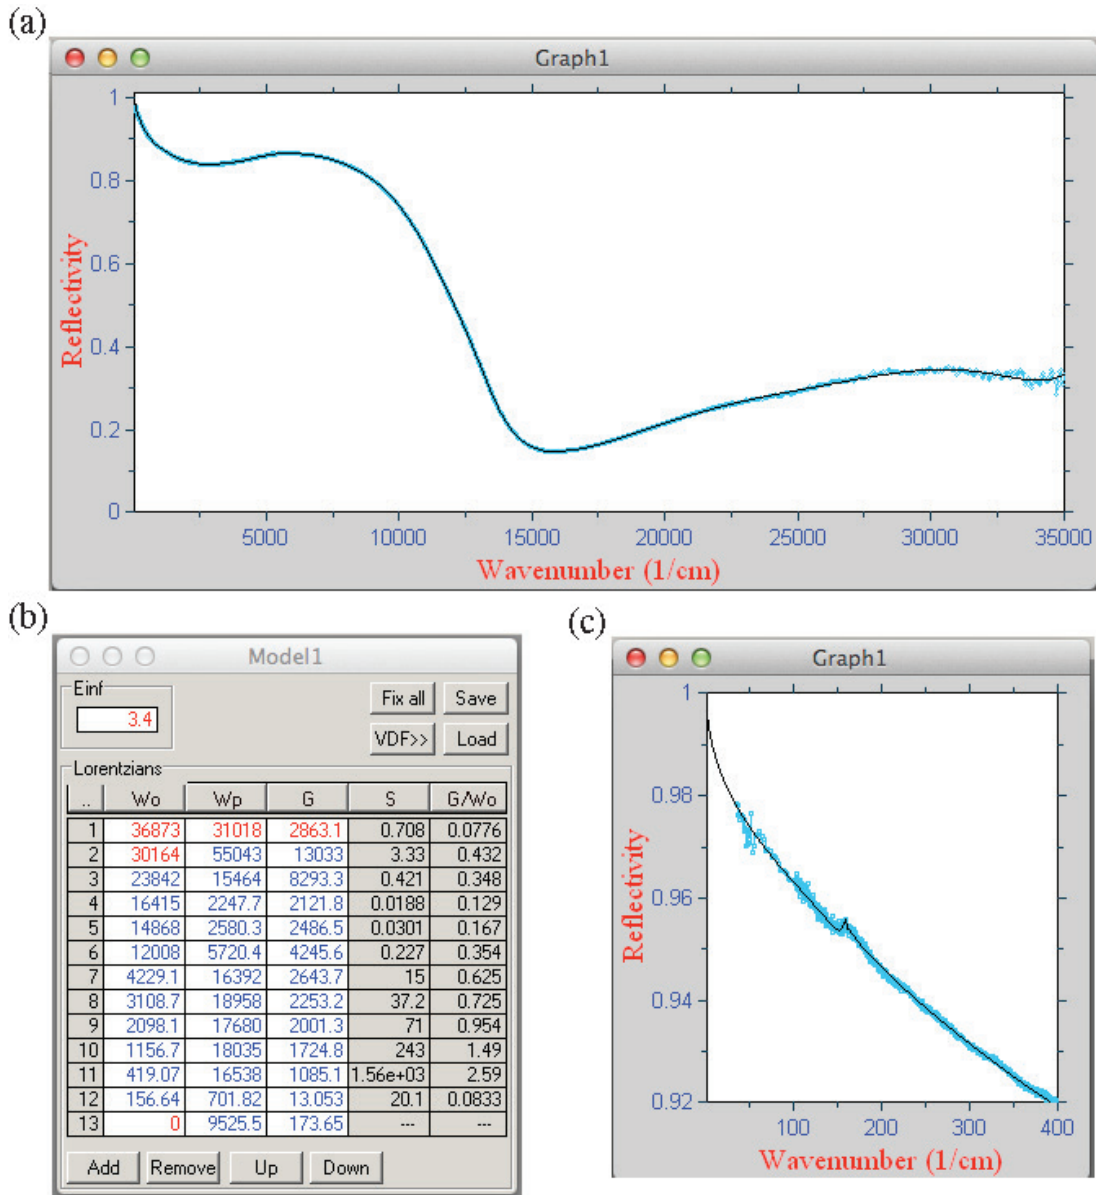 (a)
Graph1
1
0.8
0.6
0.4
0.2
0
Reflectivity
5000 10000 15000 20000 25000 30000 35000
Wavenumber (1/cm)
(b)
Model1
Einf
3.4
Fix all Save
VDF>> Load
Lorentzians
.. Wo Wp G S G/Wo
1 36873 31018 2863.1 0.708 0.0776
2 30164 55043 13033 3.33 0.432
3 23842 15464 8293.3 0.421 0.348
4 16415 2247.7 2121.8 0.0188 0.129
5 14868 2580.3 2486.5 0.0301 0.167
6 12008 5720.4 4245.6 0.227 0.354
7 4229.1 16392 2643.7 15 0.625
8 3108.7 18958 2253.2 37.2 0.725
9 2098.1 17680 2001.3 71 0.954
10 1156.7 18035 1724.8 243 1.49
11 419.07 16538 1085.1 1.56e+03 2.59
12 156.64 701.82 13.053 20.1 0.0833
13 0 9525.5 173.65 --- ---
Add Remove Up Down
(c)
Graph1
1
0.98
0.96
0.94
0.92
Reflectivity
100 200 300 400
Wavenumber (1/cm)